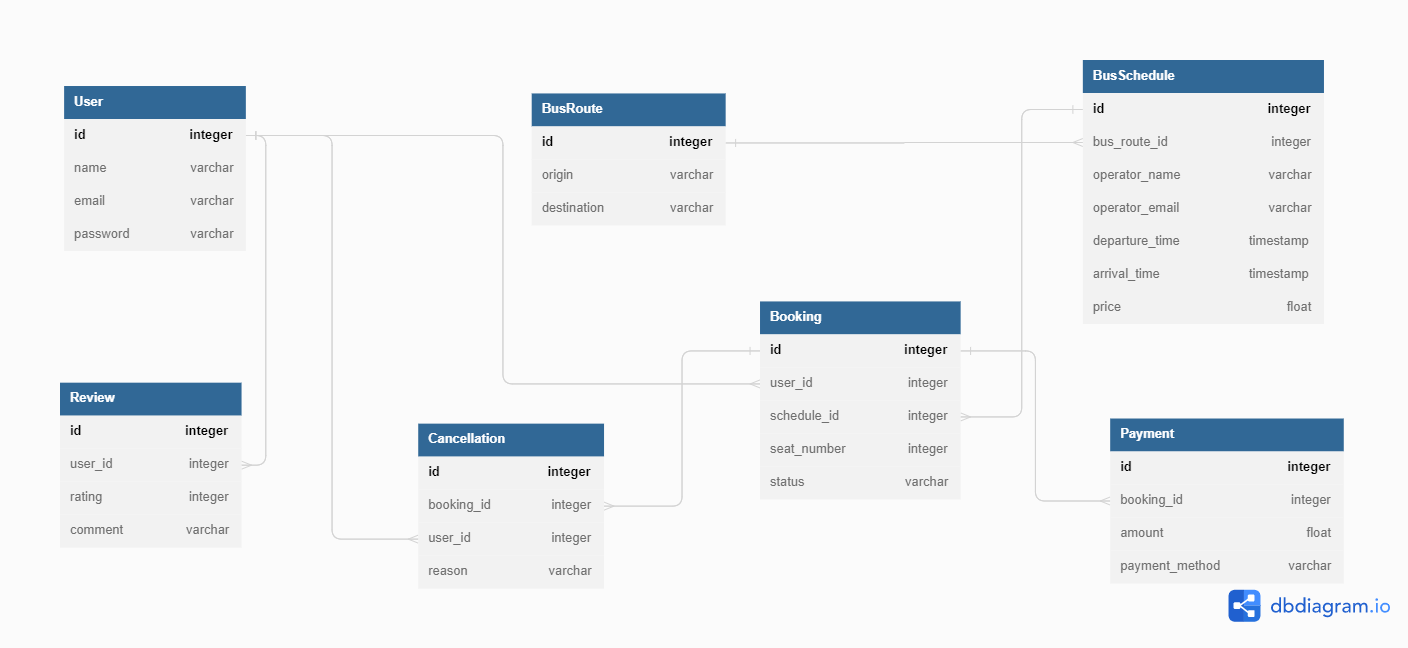 User
id integer
name varchar
email varchar
password varchar
BusRoute
id integer
origin varchar
destination varchar
BusSchedule
id integer
bus_route_id integer
operator_name varchar
operator_email varchar
departure_time timestamp
arrival_time timestamp
price float
Booking
id integer
user_id integer
schedule_id integer
seat_number integer
status varchar
Review
id integer
user_id integer
rating integer
comment varchar
Cancellation
id integer
booking_id integer
user_id integer
reason varchar
Payment
id integer
booking_id integer
amount float
payment_method varchar
dbdiagram.io